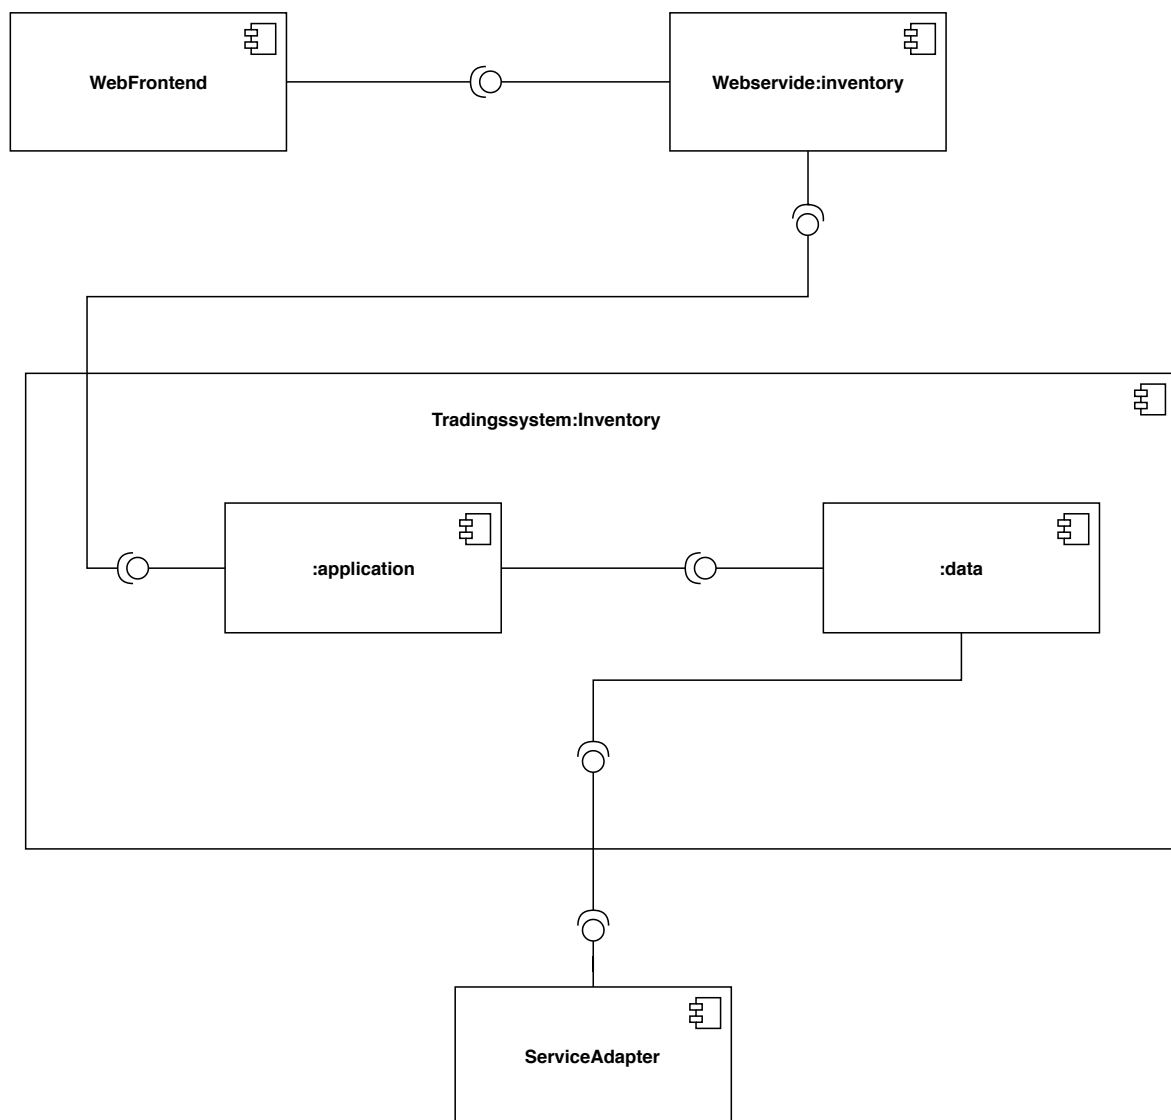 WebFrontend
Webservide:inventory
Tradingssystem:Inventory
:application
:data
ServiceAdapter